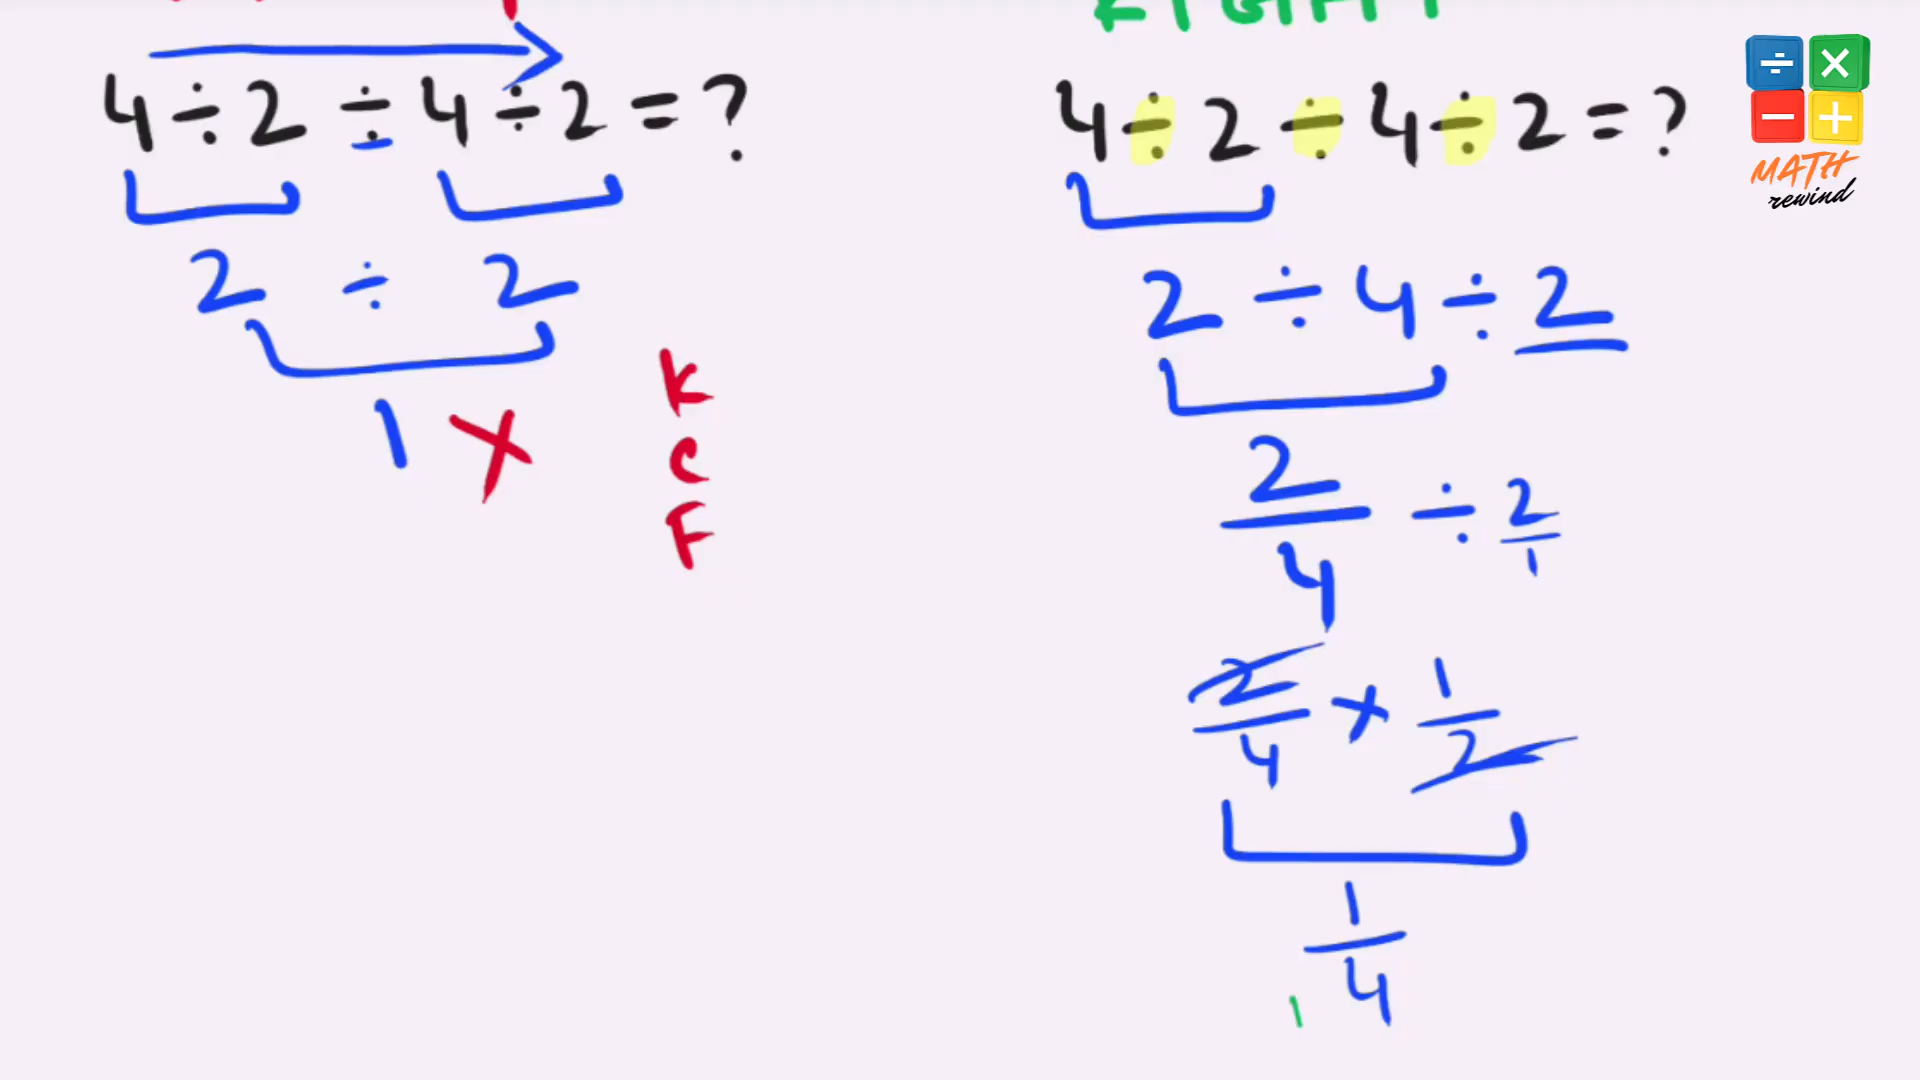 4÷2÷4÷2=?
2 ÷ 2
1 X
K
C
F
RIGHT
4÷2÷4÷2=?
2÷4÷2
2/4 ÷ 2/1
2/4 × 1/2
1/4
÷ ×
− +
MATH
rewind